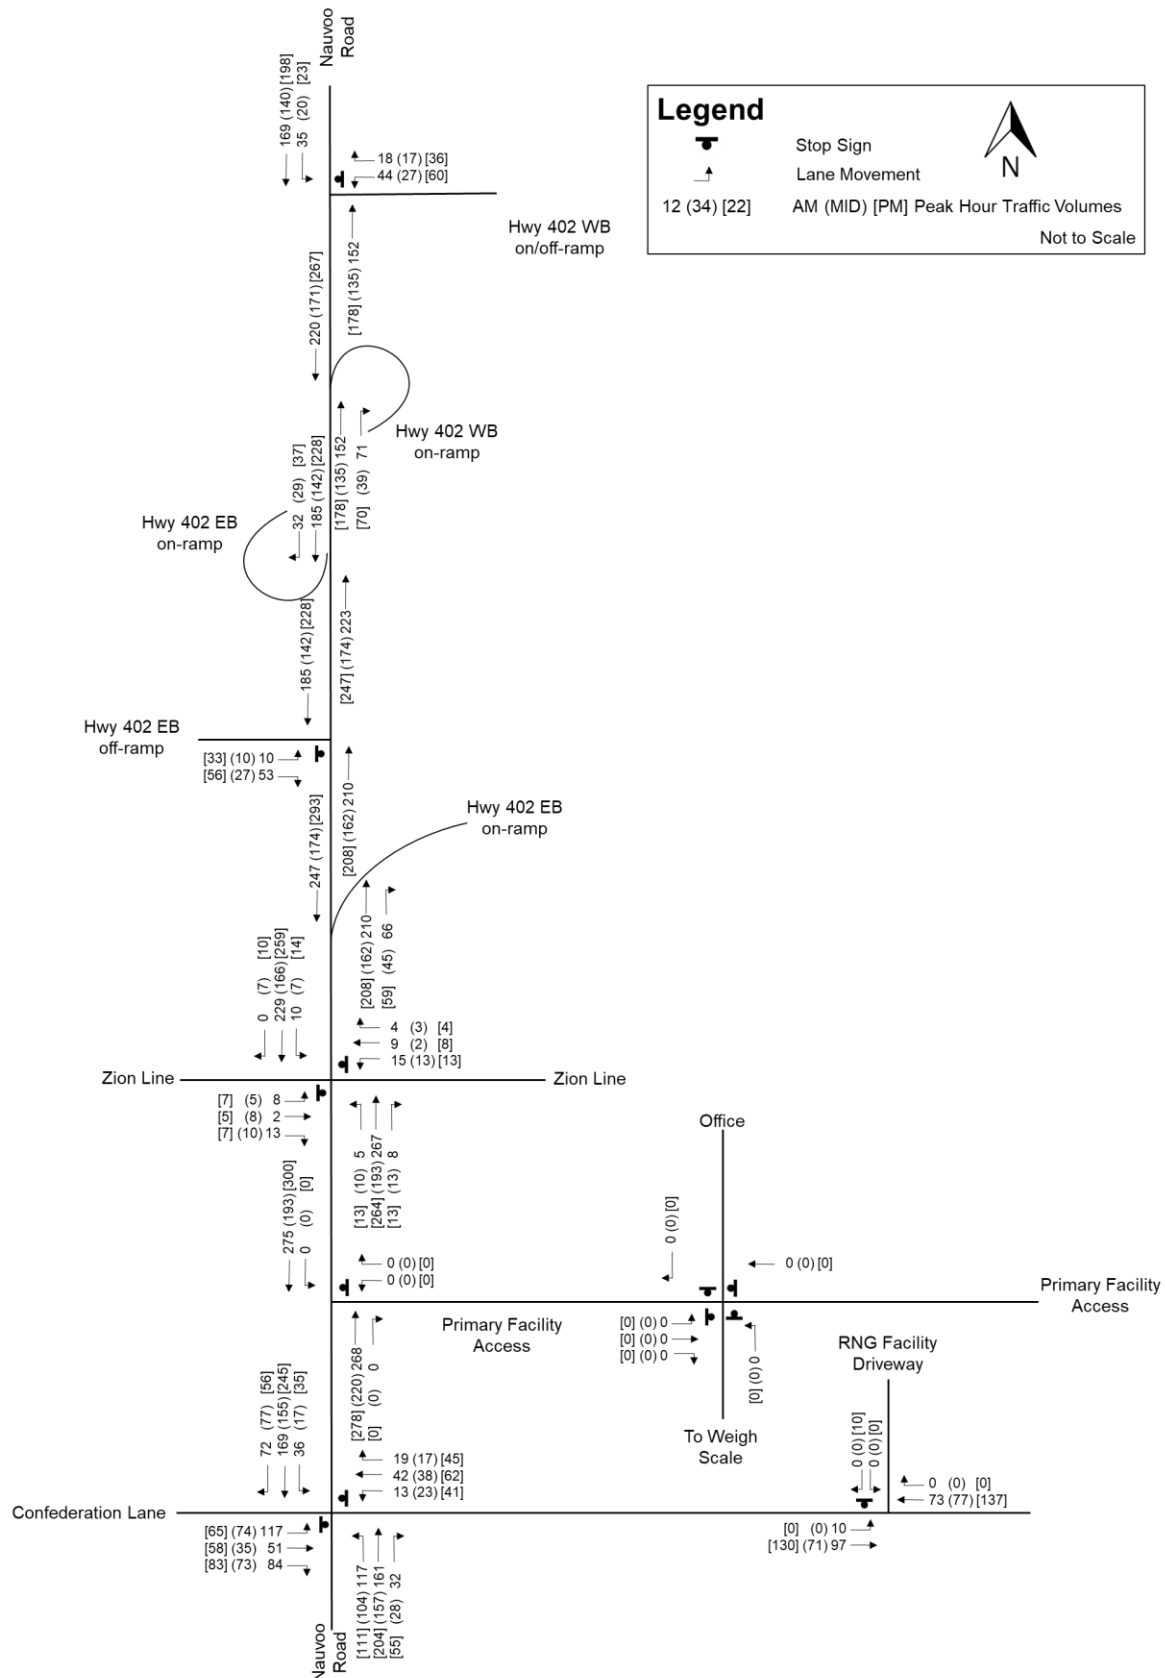 Nauvoo
Road
169 (140) [198]
35 (20) [23]
18 (17) [36]
44 (27) [60]
Legend
Stop Sign
Lane Movement
12 (34) [22] AM (MID) [PM] Peak Hour Traffic Volumes
Not to Scale
N
Hwy 402 WB
on/off-ramp
220 (171) [267]
[178] (135) 152
Hwy 402 WB
on-ramp
32 (29) [37]
185 (142) [228]
[178] (135) 152
[70] (39) 71
Hwy 402 EB
on-ramp
185 (142) [228]
[247] (174) 223
Hwy 402 EB
off-ramp
[33] (10) 10
[56] (27) 53
247 (174) [293]
[208] (162) 210
Hwy 402 EB
on-ramp
[208] (162) 210
[59] (45) 66
0 (7) [10]
229 (166) [259]
10 (7) [14]
4 (3) [4]
9 (2) [8]
15 (13) [13]
Zion Line
Zion Line
[7] (5) 8
[5] (8) 2
[7] (10) 13
[13] (10) 5
[264] (193) 267
[13] (13) 8
275 (193) [300]
0 (0) [0]
0 (0) [0]
0 (0) [0]
Office
0 (0) [0]
0 (0) [0]
Primary Facility
Access
Primary Facility
Access
[0] (0) 0
[0] (0) 0
[0] (0) 0
[0] (0) 0
To Weigh
Scale
RNG Facility
Driveway
[278] (220) 268
[0] (0) 0
72 (77) [56]
169 (155) [245]
36 (17) [35]
19 (17) [45]
42 (38) [62]
13 (23) [41]
0 (0) [10]
0 (0) [0]
0 (0) [0]
73 (77) [137]
Confederation Lane
[65] (74) 117
[58] (35) 51
[83] (73) 84
[0] (0) 10
[130] (71) 97
[111] (104) 117
[204] (157) 161
[55] (28) 32
Nauvoo
Road